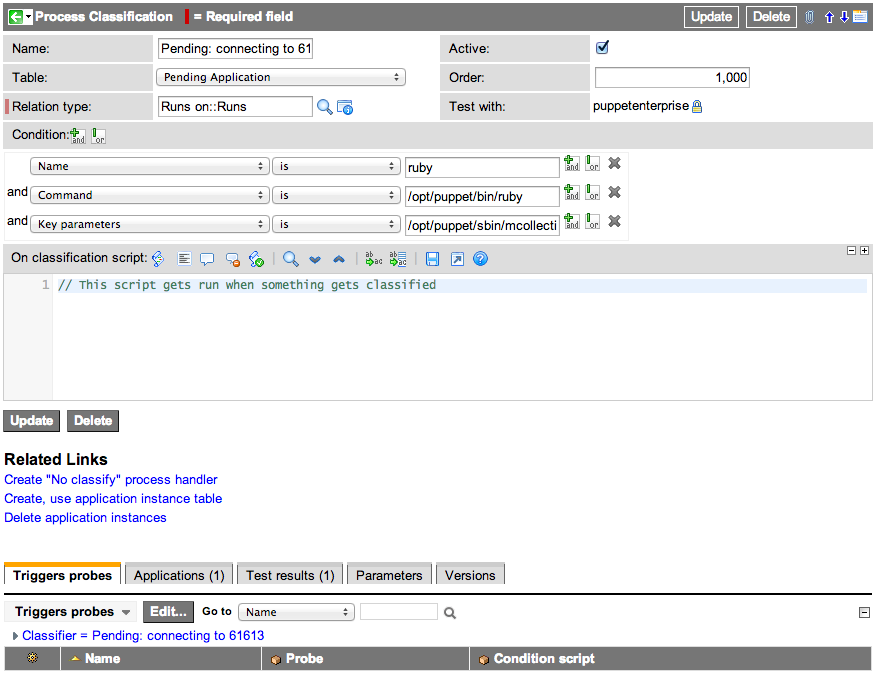 Process Classification = Required field Update Delete
Name: Pending: connecting to 61 Active:
Table: Pending Application Order: 1,000
Relation type: Runs on::Runs Test with: puppetenterprise
Condition: and or
Name is ruby and or
and Command is /opt/puppet/bin/ruby and or
and Key parameters is /opt/puppet/sbin/mcollecti and or
On classification script: ab ac ab ac
1 // This script gets run when something gets classified
Update Delete
Related Links
Create "No classify" process handler
Create, use application instance table
Delete application instances
Triggers probes Applications (1) Test results (1) Parameters Versions
Triggers probes Edit... Go to Name
Classifier = Pending: connecting to 61613
Name Probe Condition script